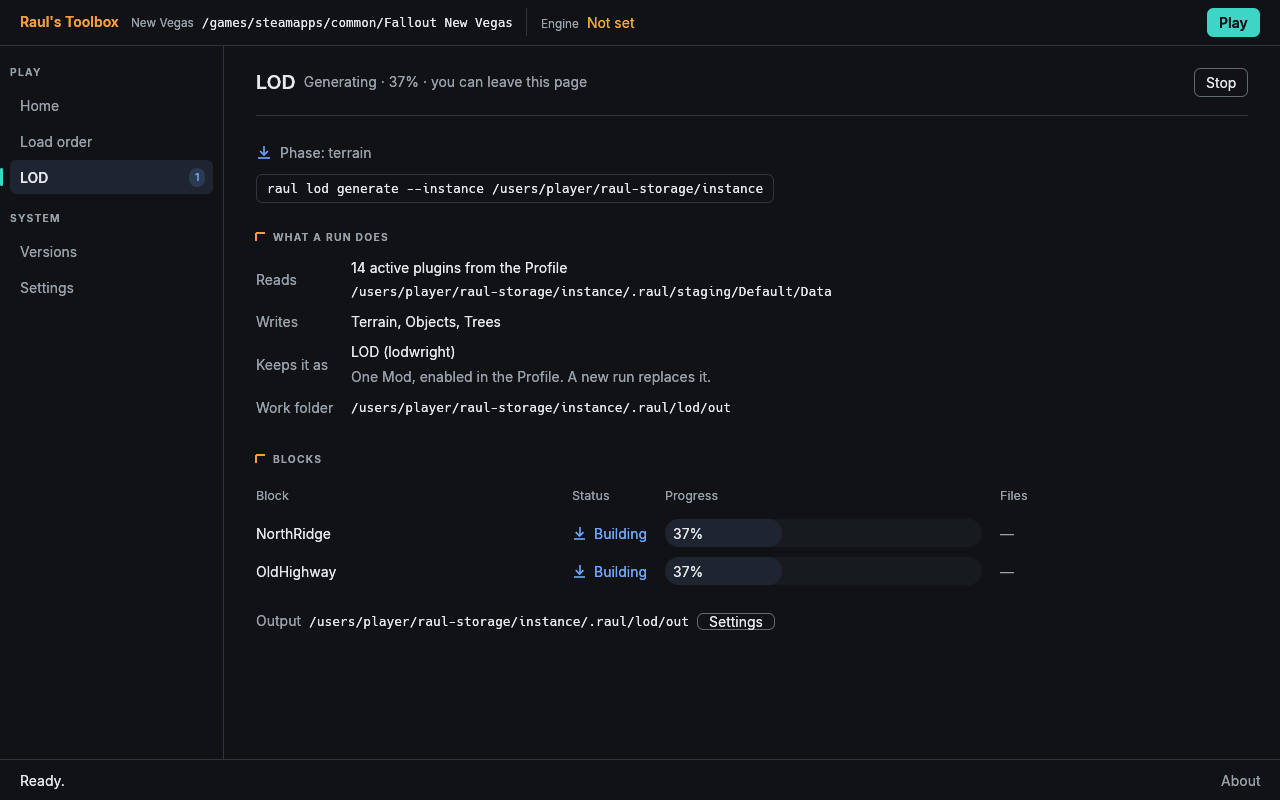 Raul's Toolbox New Vegas /games/steamapps/common/Fallout New Vegas Engine Not set Play
PLAY
Home
Load order
LOD 1
SYSTEM
Versions
Settings
LOD Generating · 37% · you can leave this page Stop
Phase: terrain
raul lod generate --instance /users/player/raul-storage/instance
WHAT A RUN DOES
Reads 14 active plugins from the Profile
/users/player/raul-storage/instance/.raul/staging/Default/Data
Writes Terrain, Objects, Trees
Keeps it as LOD (lodwright)
One Mod, enabled in the Profile. A new run replaces it.
Work folder /users/player/raul-storage/instance/.raul/lod/out
BLOCKS
Block Status Progress Files
NorthRidge Building 37% —
OldHighway Building 37% —
Output /users/player/raul-storage/instance/.raul/lod/out Settings
Ready. About